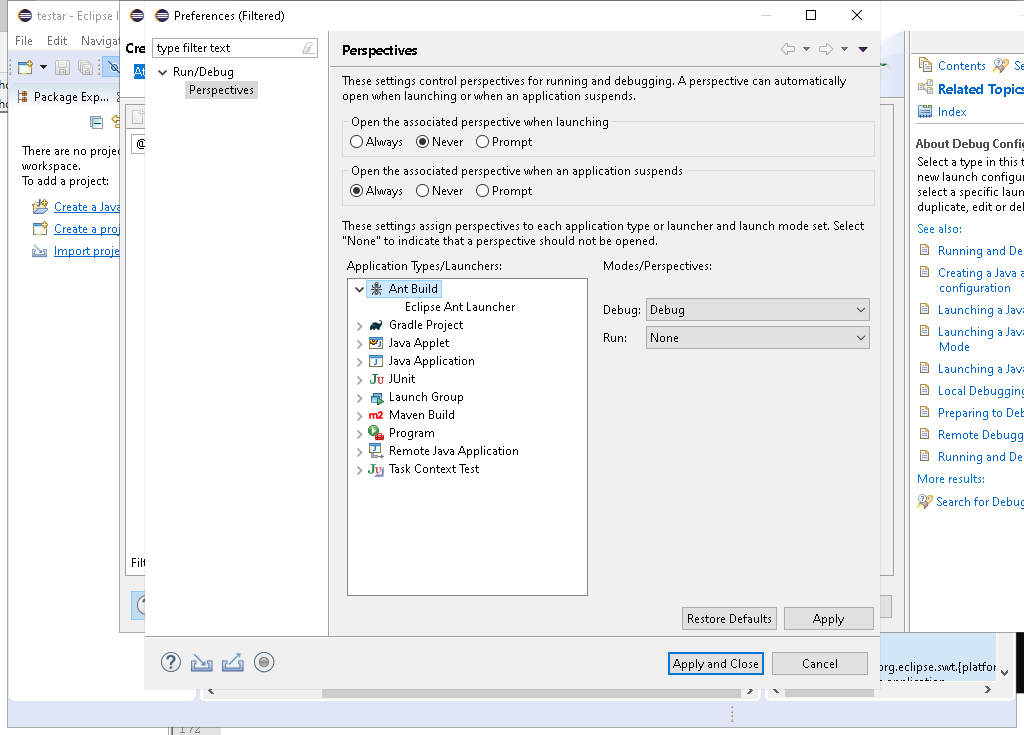 testar - Eclipse I
Preferences (Filtered)
File Edit Naviga
Cre
type filter text
Perspectives
Contents
Se
Run/Debug
Perspectives
These settings control perspectives for running and debugging. A perspective can automatically
open when launching or when an application suspends.
Related Topics
Package Exp...
Index
Open the associated perspective when launching
Always Never Prompt
There are no projec
workspace.
To add a project:
@
About Debug Config
Select a type in this t
new launch configur
select a specific laun
duplicate, edit or del
Open the associated perspective when an application suspends
Always Never Prompt
Create a Java
Create a proj
Import proje
These settings assign perspectives to each application type or launcher and launch mode set. Select
"None" to indicate that a perspective should not be opened.
See also:
Running and De
Creating a Java a
configuration
Launching a Java
Launching a Java
Mode
Launching a Java
Local Debugging
Preparing to Deb
Remote Debugg
Running and De
More results:
Search for Debug
Application Types/Launchers:
Modes/Perspectives:
Ant Build
Eclipse Ant Launcher
Gradle Project
Java Applet
Java Application
JUnit
Launch Group
Maven Build
Program
Remote Java Application
Task Context Test
Debug: Debug
Run: None
Filt
Restore Defaults
Apply
Apply and Close
Cancel
org.eclipse.swt.{platfor
application
172